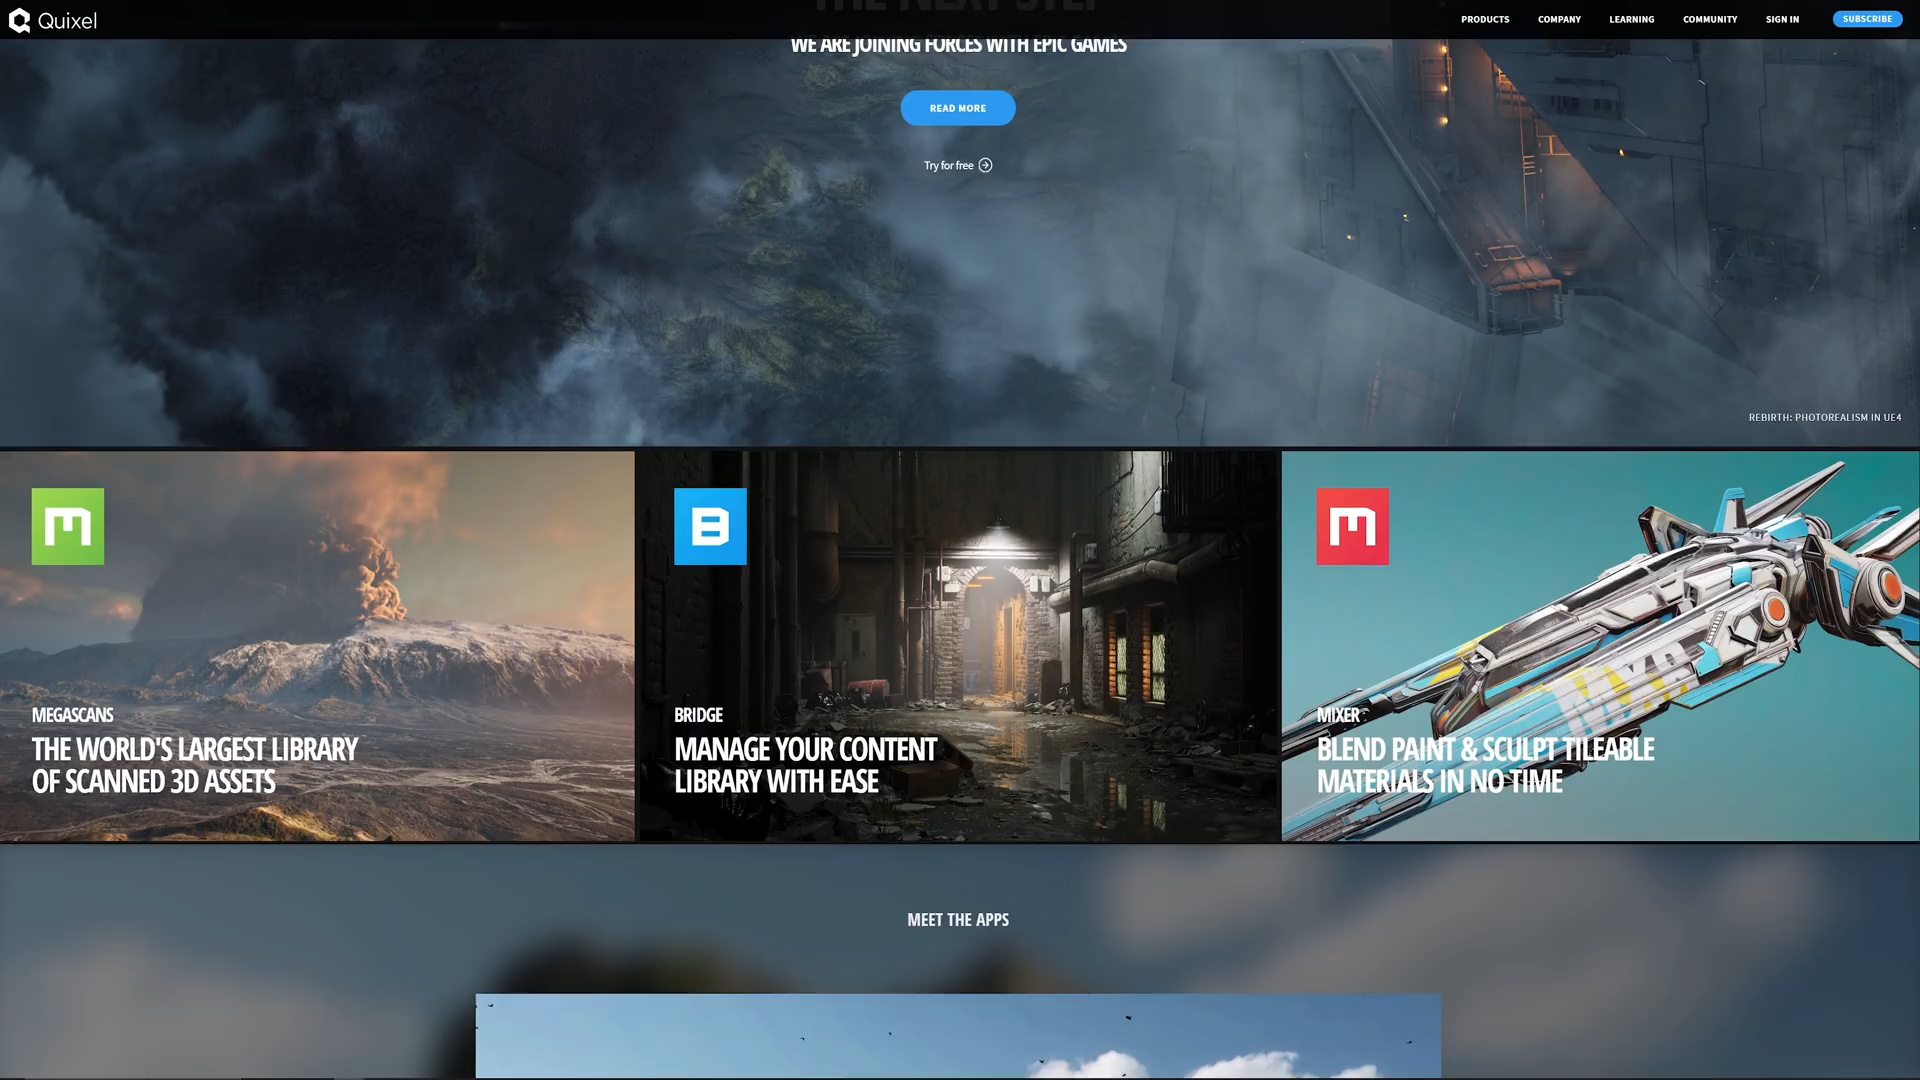 Quixel
PRODUCTS
COMPANY
LEARNING
COMMUNITY
SIGN IN
SUBSCRIBE
THE NEXT STEP
WE ARE JOINING FORCES WITH EPIC GAMES
READ MORE
Try for free
REBIRTH: PHOTOREALISM IN UE4
M
MEGASCANS
THE WORLD'S LARGEST LIBRARY
OF SCANNED 3D ASSETS
B
BRIDGE
MANAGE YOUR CONTENT
LIBRARY WITH EASE
M
MIXER
BLEND PAINT & SCULPT TILEABLE
MATERIALS IN NO TIME
MEET THE APPS